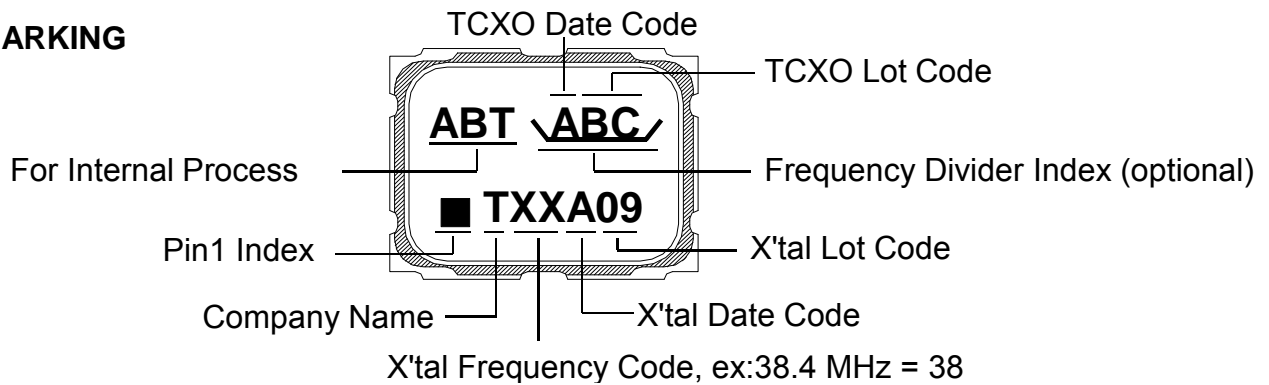 ARKING
TCXO Date Code
TCXO Lot Code
ABT ABC
For Internal Process
Frequency Divider Index (optional)
■ TXXA09
Pin1 Index
X'tal Lot Code
Company Name
X'tal Date Code
X'tal Frequency Code, ex:38.4 MHz = 38